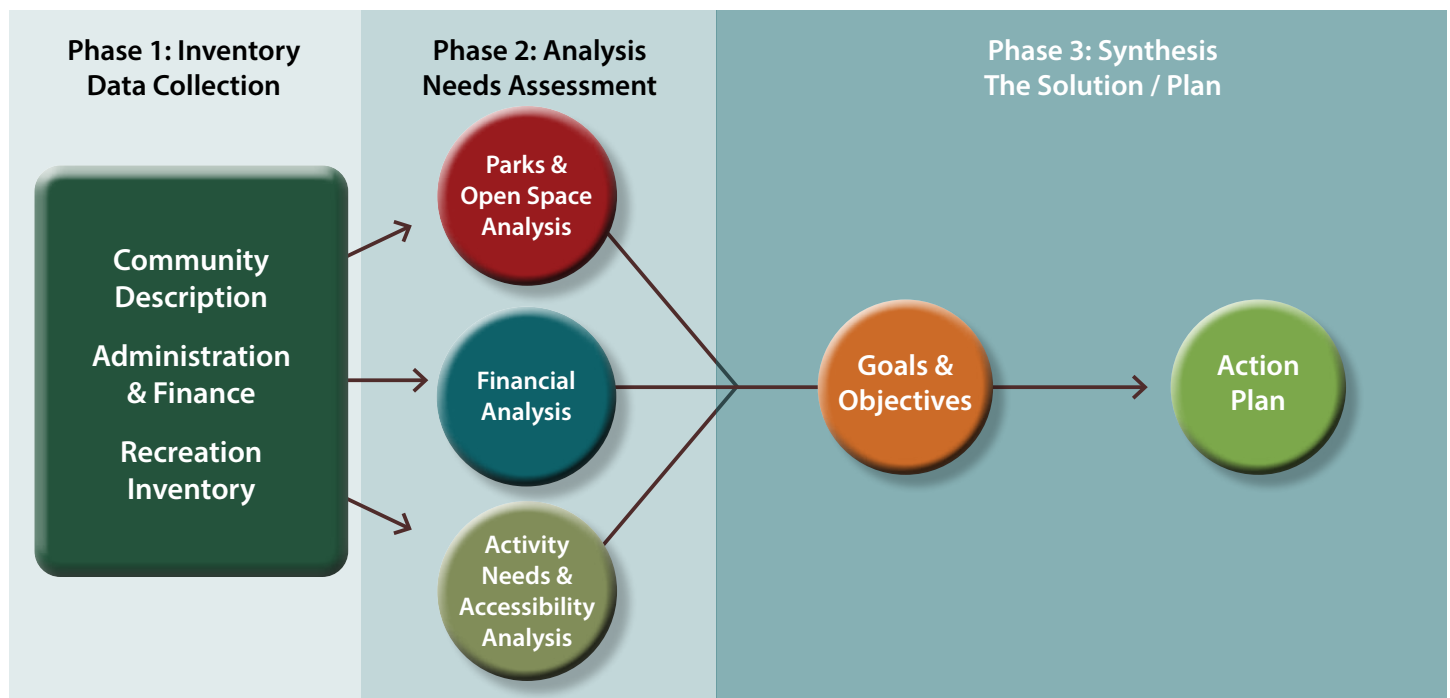 Phase 1: Inventory
Data Collection
Phase 2: Analysis
Needs Assessment
Phase 3: Synthesis
The Solution / Plan
Community
Description
Administration
& Finance
Recreation
Inventory
Parks &
Open Space
Analysis
Financial
Analysis
Activity
Needs &
Accessibility
Analysis
Goals &
Objectives
Action
Plan